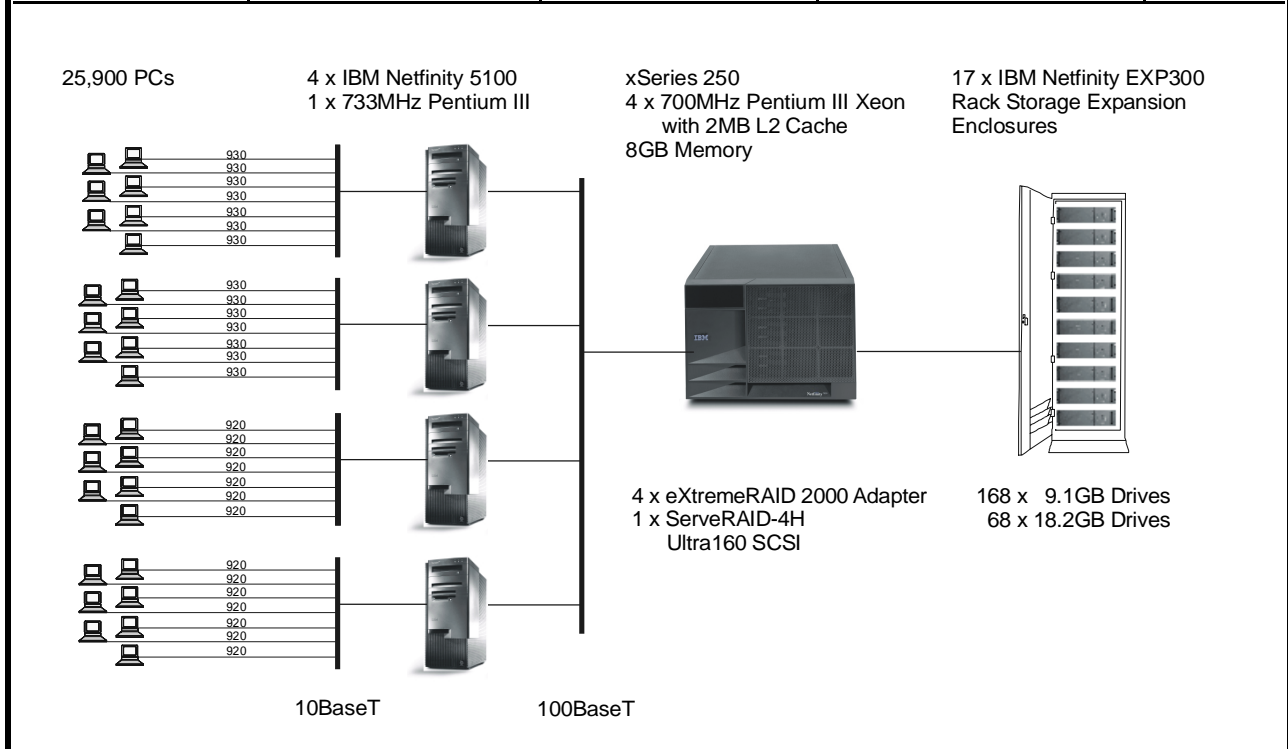 25,900 PCs
4 x IBM Netfinity 5100
1 x 733MHz Pentium III
xSeries 250
4 x 700MHz Pentium III Xeon
with 2MB L2 Cache
8GB Memory
17 x IBM Netfinity EXP300
Rack Storage Expansion
Enclosures
930
930
930
930
930
930
930
930
930
930
930
930
930
930
IBM
Netfinity
920
920
920
920
920
920
920
4 x eXtremeRAID 2000 Adapter
1 x ServeRAID-4H
Ultra160 SCSI
168 x 9.1GB Drives
68 x 18.2GB Drives
920
920
920
920
920
920
920
10BaseT
100BaseT